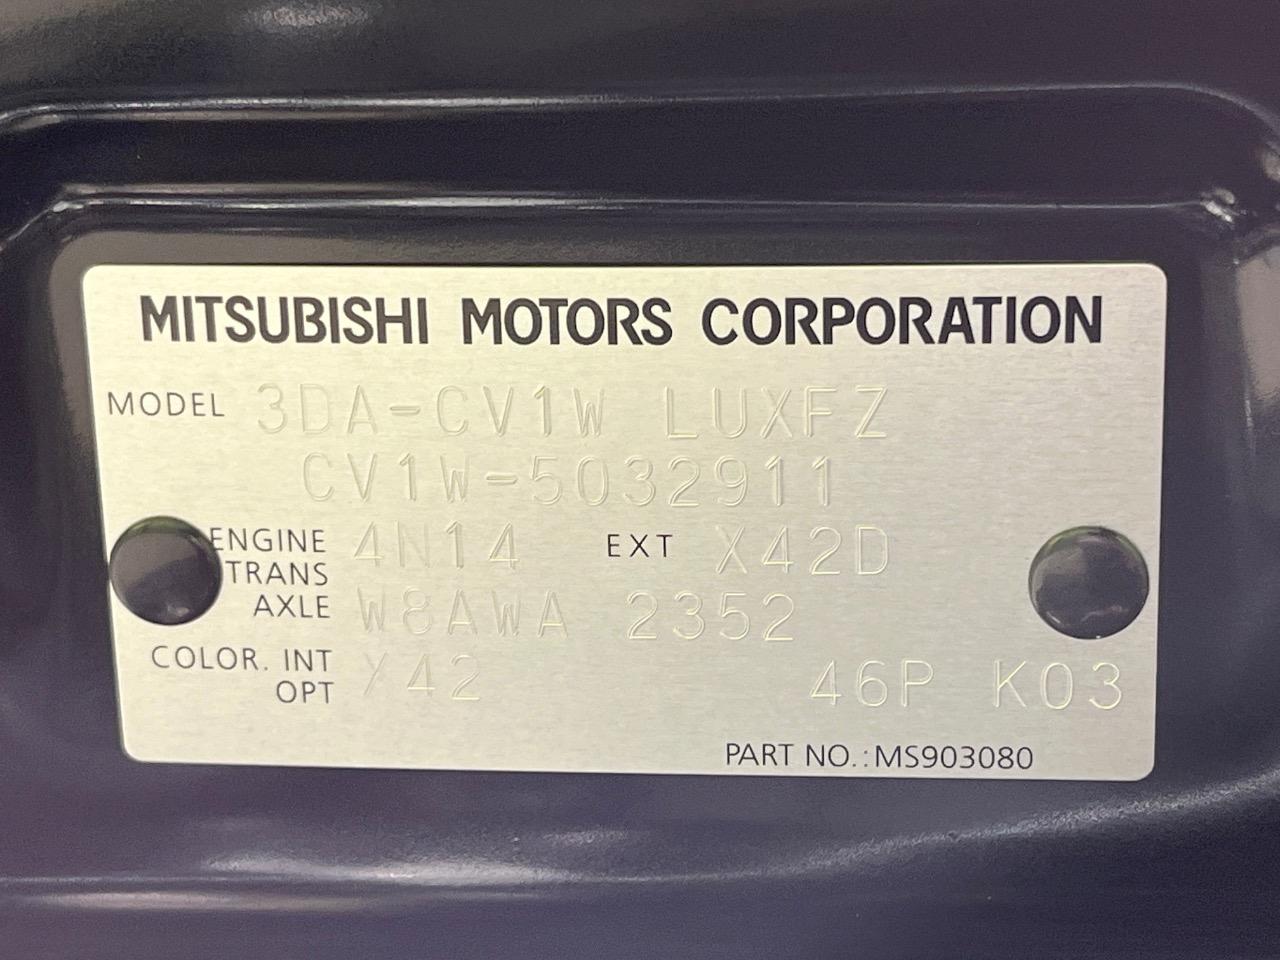 MITSUBISHI MOTORS CORPORATION
MODEL 3DA-CV1W LUXFZ
CV1W-5032911
ENGINE 4N14 EXT X42D
TRANS
AXLE W8AWA 2352
COLOR. INT X42 46P K03
OPT
PART NO.:MS903080